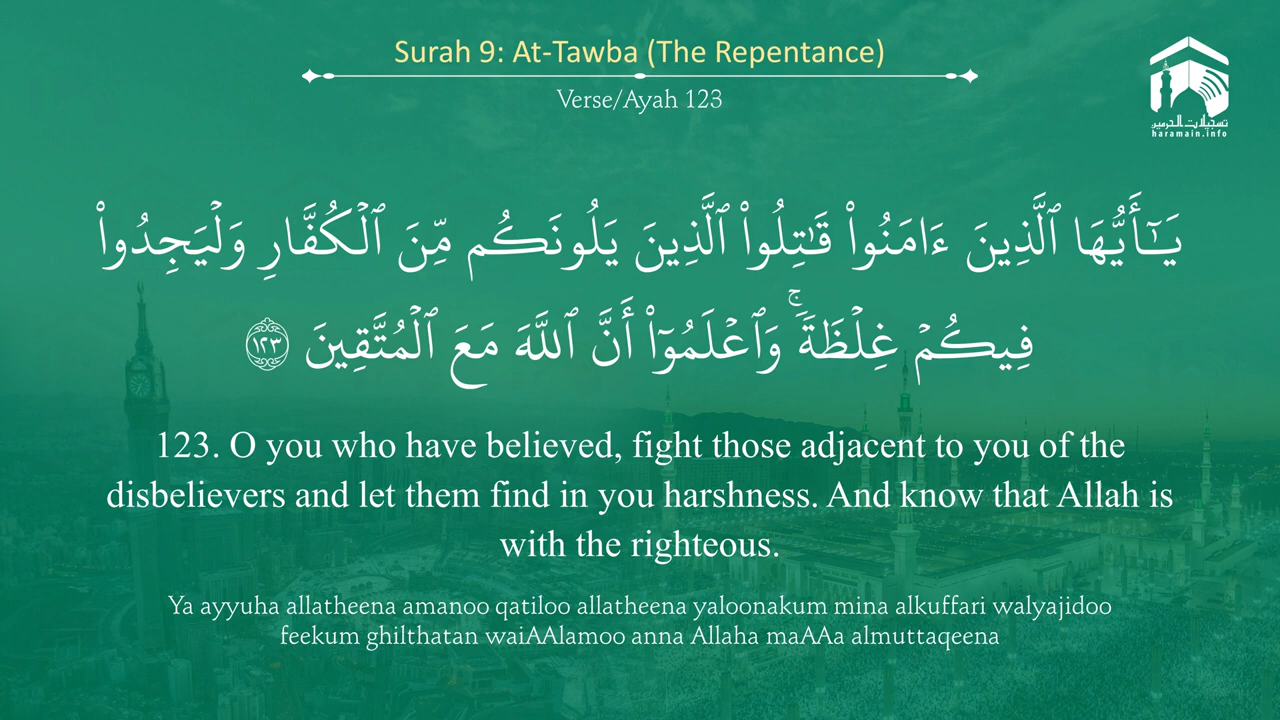 Surah 9: At-Tawba (The Repentance)
Verse/Ayah 123
تسجيلات الحرمين
haramain.info
يَـٰٓأَيُّهَا ٱلَّذِينَ ءَامَنُوا۟ قَـٰتِلُوا۟ ٱلَّذِينَ يَلُونَكُم مِّنَ ٱلْكُفَّارِ وَلْيَجِدُوا۟
فِيكُمْ غِلْظَةً ۚ وَٱعْلَمُوٓا۟ أَنَّ ٱللَّهَ مَعَ ٱلْمُتَّقِينَ ١٢٣
123. O you who have believed, fight those adjacent to you of the
disbelievers and let them find in you harshness. And know that Allah is
with the righteous.
Ya ayyuha allatheena amanoo qatiloo allatheena yaloonakum mina alkuffari walyajidoo
feekum ghilthatan waiAAlamoo anna Allaha maAAa almuttaqeena